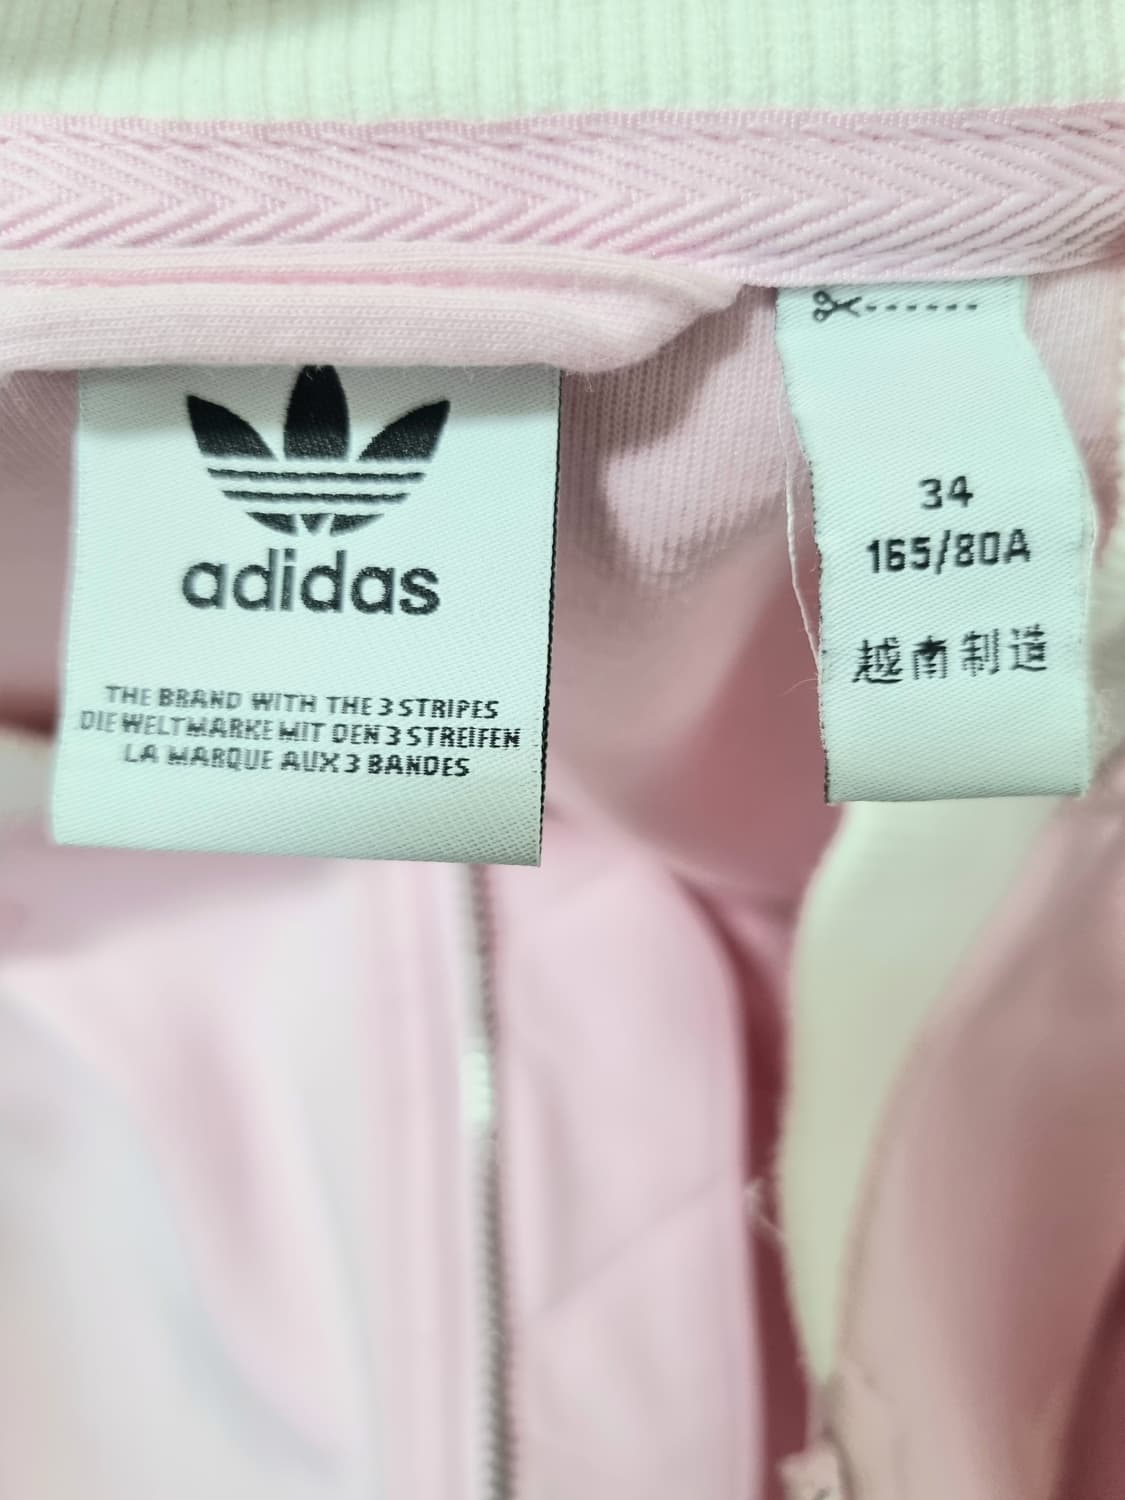 adidas
THE BRAND WITH THE 3 STRIPES
DIE WELTMARKE MIT DEN 3 STREIFEN
LA MARQUE AUX 3 BANDES
34
165/80A
越南制造